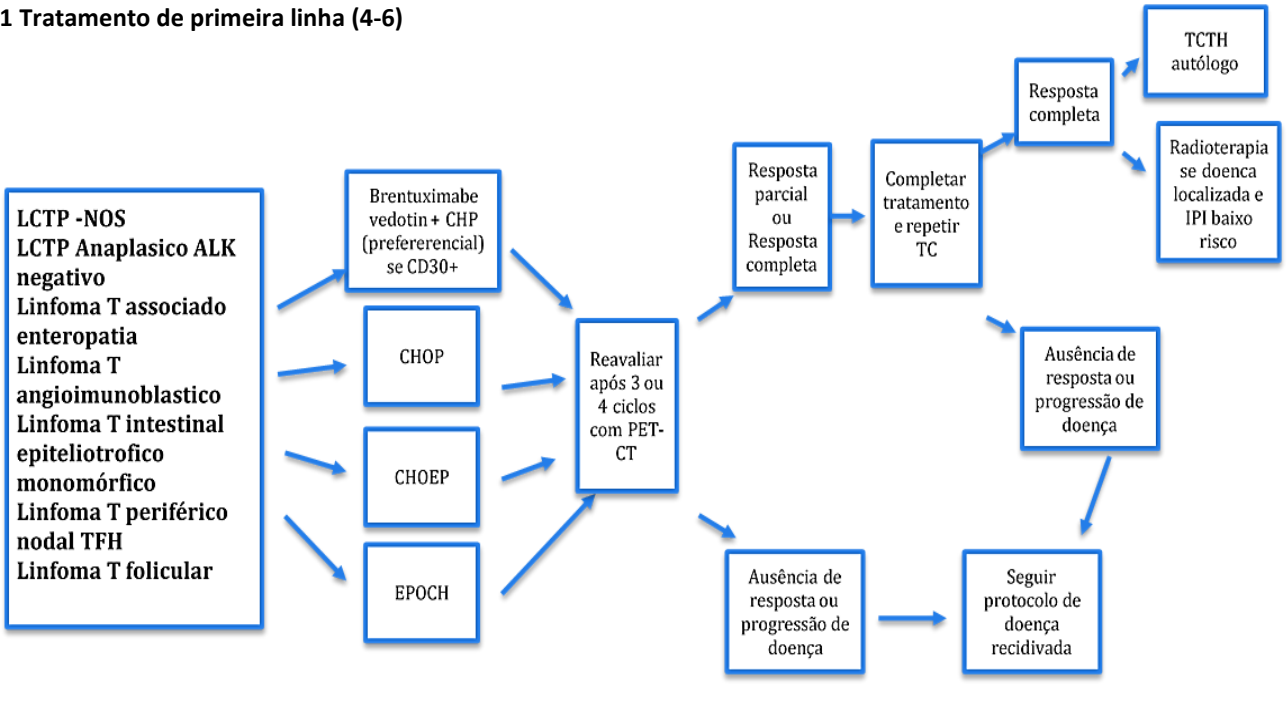 1 Tratamento de primeira linha (4-6)
LCTP -NOS
LCTP Anaplasico ALK
negativo
Linfoma T associado
enteropatia
Linfoma T
angioimunoblastico
Linfoma T intestinal
epiteliotrofico
monomórfico
Linfoma T periférico
nodal TFH
Linfoma T folicular
Brentuximabe
vedotin + CHP
(prefererencial)
se CD30+
CHOP
CHOEP
EPOCH
Reavaliar
após 3 ou
4 ciclos
com PET-
CT
Resposta
parcial
ou
Resposta
completa
Completar
tratamento
e repetir
TC
Resposta
completa
TCTH
autólogo
Radioterapia
se doenca
localizada e
IPI baixo
risco
Ausência de
resposta ou
progressão de
doença
Ausência de
resposta ou
progressão de
doença
Seguir
protocolo de
doença
recidivada